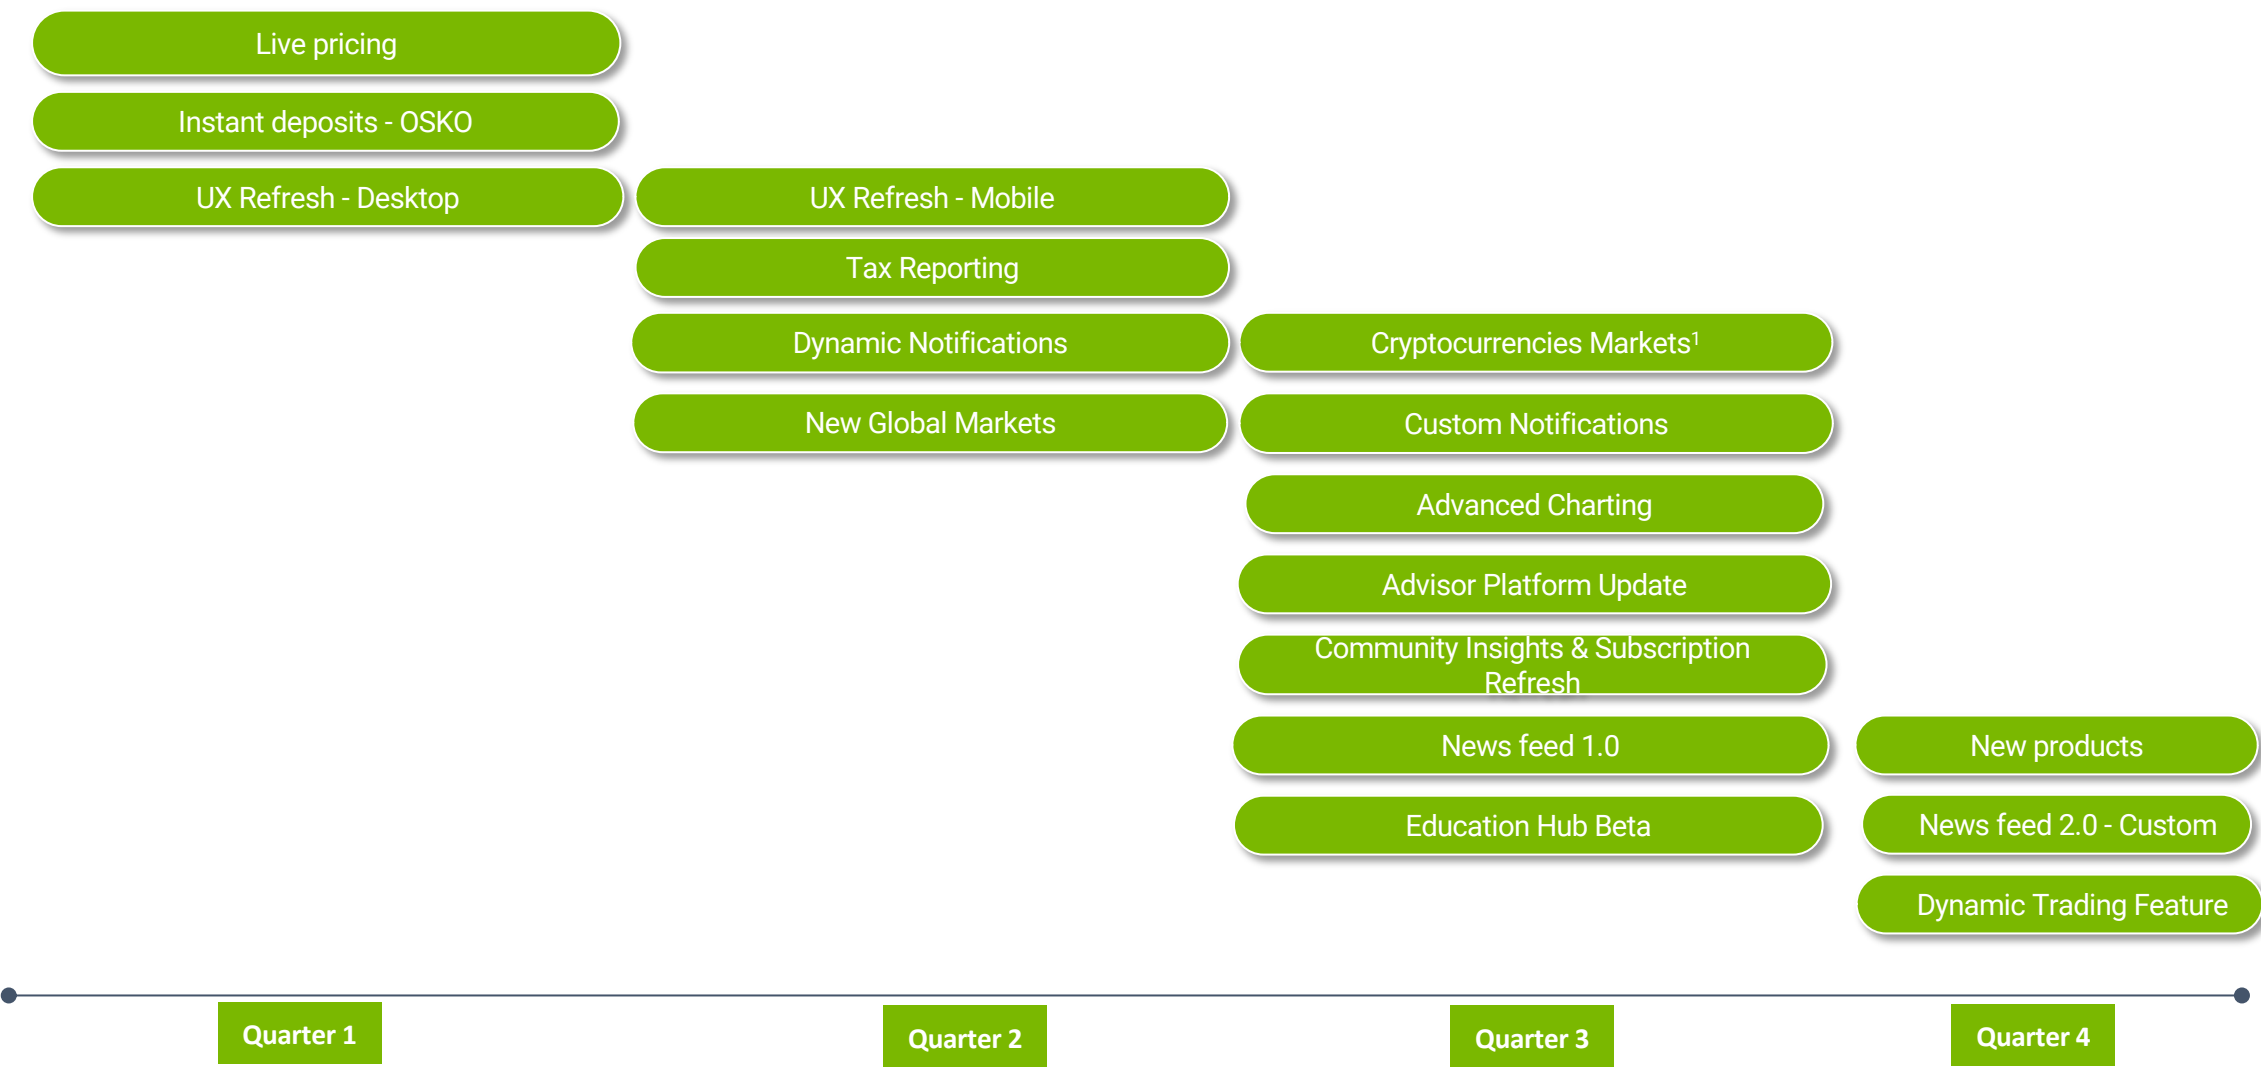 Live pricing
Instant deposits - OSKO
UX Refresh - Desktop
UX Refresh - Mobile
Tax Reporting
Dynamic Notifications
New Global Markets
Cryptocurrencies Markets¹
Custom Notifications
Advanced Charting
Advisor Platform Update
Community Insights & Subscription
Refresh
News feed 1.0
Education Hub Beta
New products
News feed 2.0 - Custom
Dynamic Trading Feature
Quarter 1
Quarter 2
Quarter 3
Quarter 4